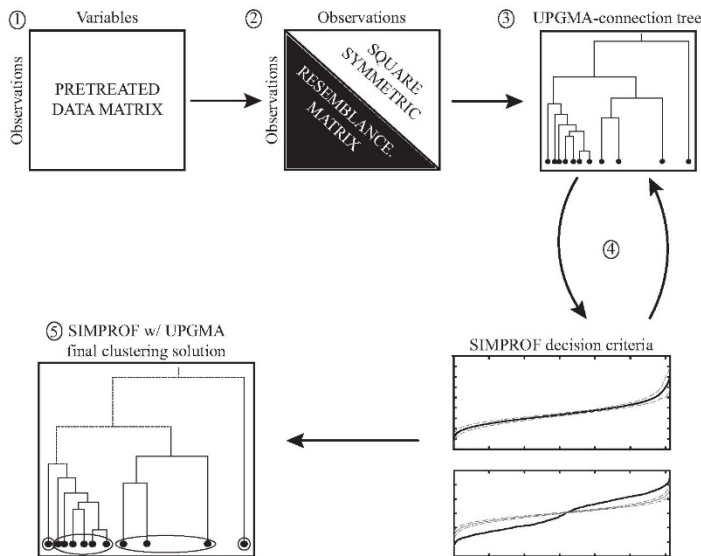 ① Variables
Observations
PRETREATED
DATA MATRIX
② Observations
Observations
SQUARE
SYMMETRIC
RESEMBLANCE
MATRIX
③ UPGMA-connection tree
④
SIMPROF decision criteria
⑤ SIMPROF w/ UPGMA
final clustering solution